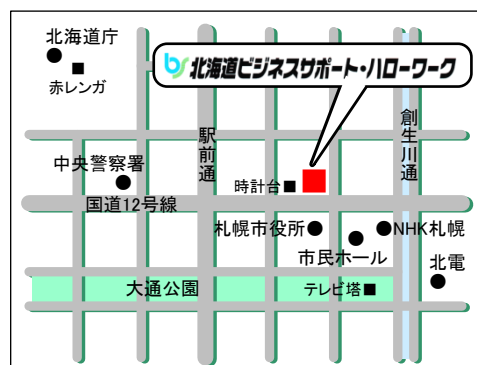 北海道庁
赤レンガ
bs 北海道ビジネスサポート・ハローワーク
駅前通
創生川通
中央警察署
時計台
国道12号線
札幌市役所
NHK札幌
市民ホール
北電
大通公園
テレビ塔